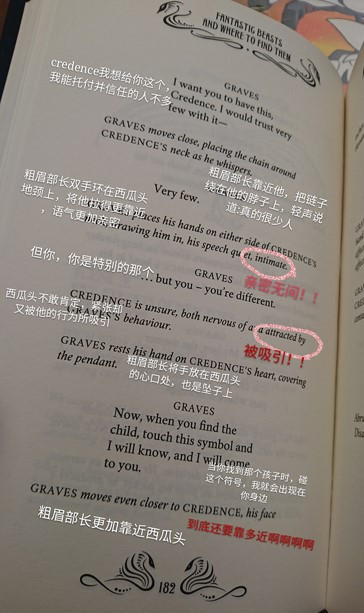 FANTASTIC BEASTS
AND WHERE TO FIND THEM
GRAVES
credence我想给你这个，
我能托付并信任的人不多
I want you to have this,
Credence. I would trust very
few with it—
GRAVES moves close, placing the chain around
CREDENCE'S neck as he whispers.
粗眉部长靠近他，把链子
绕在他的脖子上，轻声说
道:真的很少人
Very few.
粗眉部长双手环在西瓜头
地颈上，将他拉得更靠近
，语气更加亲密
places his hands on either side of CREDENCE'S
drawing him in, his speech quiet, intimate.
亲密无间！！
但你，你是特别的那个
GRAVES
... but you – you're different.
西瓜头不敢肯定，紧张却
又被他的行为所吸引
CREDENCE is unsure, both nervous of and attracted by
GRAVES'S behaviour.
被吸引！！
GRAVES rests his hand on CREDENCE'S heart, covering
the pendant.
粗眉部长将手放在西瓜头
的心口处，也是坠子上
GRAVES
Now, when you find the
child, touch this symbol and
I will know, and I will come
to you.
当你找到那个孩子时，碰
这个符号，我就会出现在
你身边
GRAVES moves even closer to CREDENCE, his face
粗眉部长更加靠近西瓜头
到底还要靠多近啊啊啊啊
182